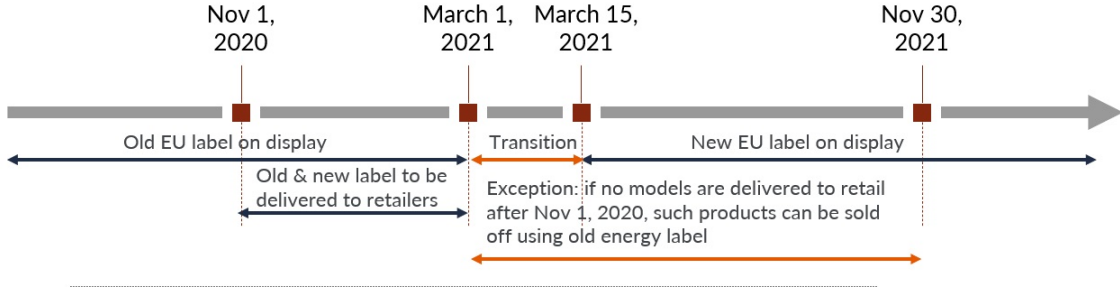 Nov 1,
2020
March 1,
2021
March 15,
2021
Nov 30,
2021
Old EU label on display
Transition
New EU label on display
Old & new label to be
delivered to retailers
Exception: if no models are delivered to retail
after Nov 1, 2020, such products can be sold
off using old energy label